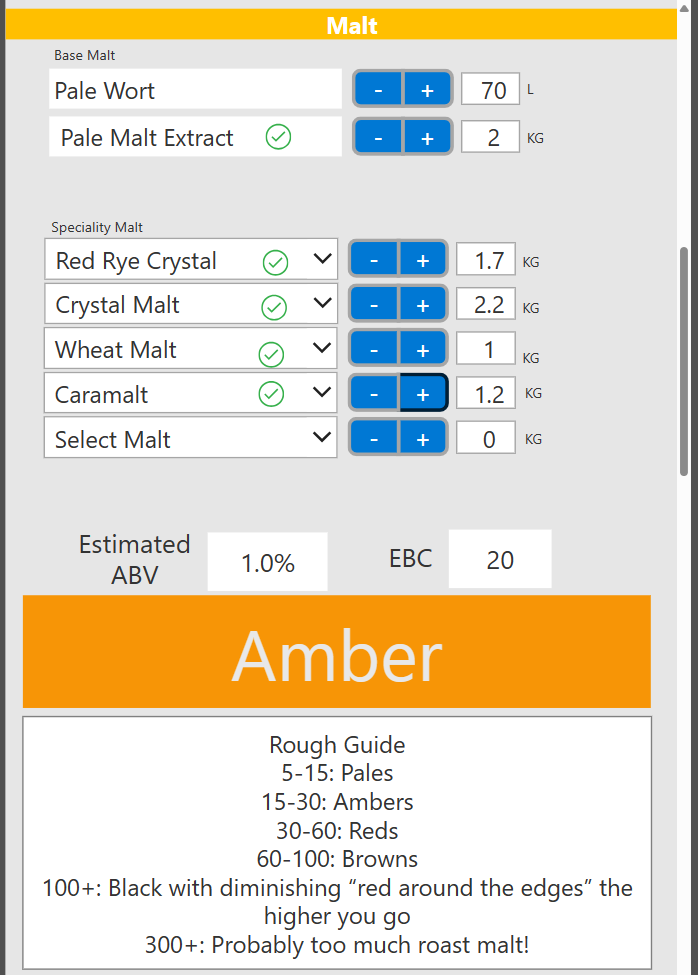 Malt
Base Malt
Pale Wort - + 70 L
Pale Malt Extract - + 2 KG
Speciality Malt
Red Rye Crystal - + 1.7 KG
Crystal Malt - + 2.2 KG
Wheat Malt - + 1 KG
Caramalt - + 1.2 KG
Select Malt - + 0 KG
Estimated
ABV
1.0%
EBC
20
Amber
Rough Guide
5-15: Pales
15-30: Ambers
30-60: Reds
60-100: Browns
100+: Black with diminishing “red around the edges” the
higher you go
300+: Probably too much roast malt!